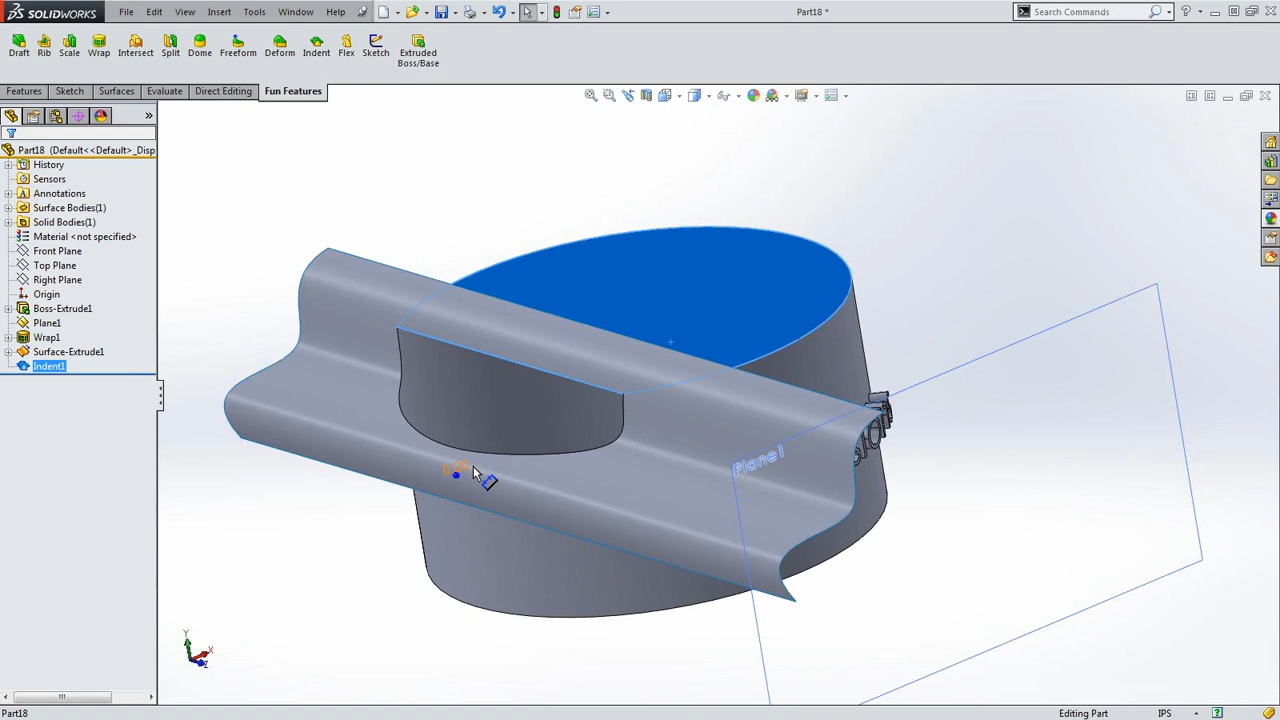 SOLIDWORKS File Edit View Insert Tools Window Help Part18 * Search Commands ?
Draft Rib Scale Wrap Intersect Split Dome Freeform Deform Indent Flex Sketch Extruded
Boss/Base
Features Sketch Surfaces Evaluate Direct Editing Fun Features
Part18 (Default<<Default>_Disp
History
Sensors
Annotations
Surface Bodies(1)
Solid Bodies(1)
Material <not specified>
Front Plane
Top Plane
Right Plane
Origin
Boss-Extrude1
Plane1
Wrap1
Surface-Extrude1
Indent1
Plane1
Y
X
Z
Part18 Editing Part IPS ?